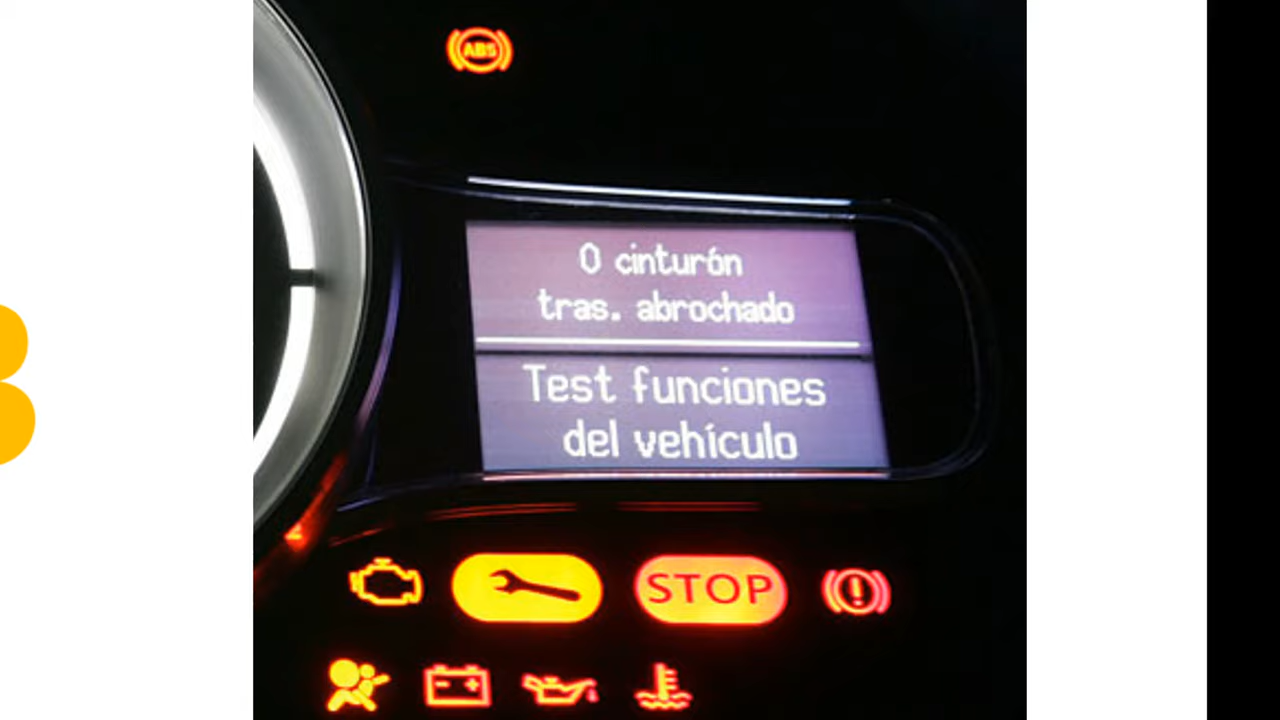 ABS
0 cinturón
tras. abrochado
Test funciones
del vehículo
STOP